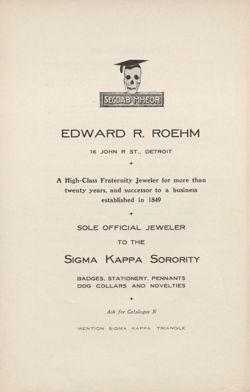 SEGDAB MHEOR
EDWARD R. ROEHM
16 JOHN R ST., DETROIT
A High-Class Fraternity Jeweler for more than
twenty years, and successor to a business
established in 1849
SOLE OFFICIAL JEWELER
TO THE
SIGMA KAPPA SORORITY
BADGES, STATIONERY, PENNANTS
DOG COLLARS AND NOVELTIES
Ask for Catalogue N
MENTION SIGMA KAPPA TRIANGLE